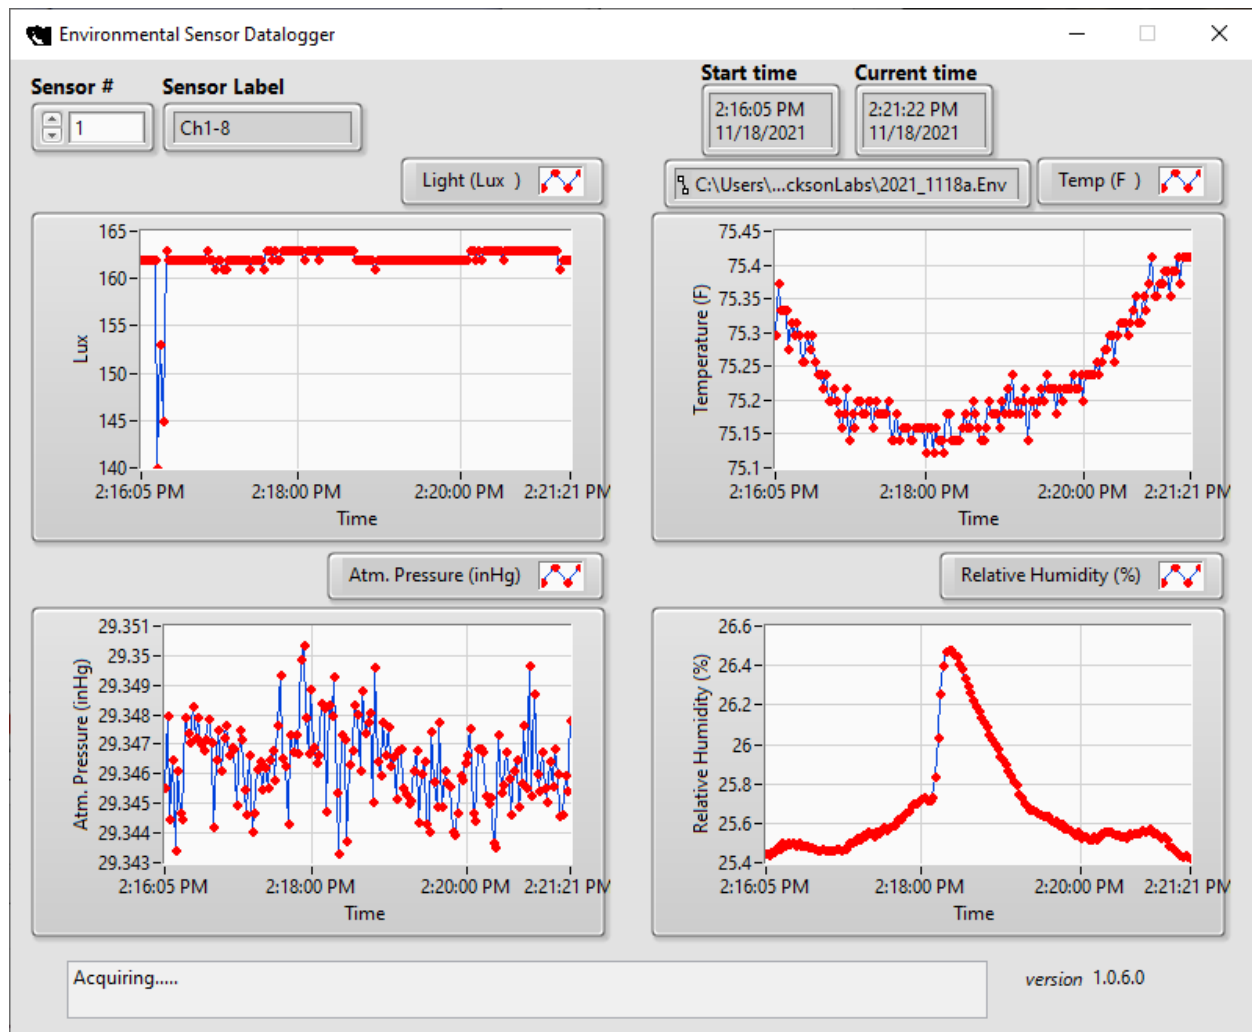 Environmental Sensor Datalogger
Sensor #
Sensor Label
Start time
Current time
1
Ch1-8
2:16:05 PM
11/18/2021
2:21:22 PM
11/18/2021
Light (Lux )
C:\Users\...cksonLabs\2021_1118a.Env
Temp (F )
Lux
165
160
155
150
145
140
2:16:05 PM
2:18:00 PM
2:20:00 PM
2:21:21 PM
Time
Temperature (F)
75.45
75.4
75.35
75.3
75.25
75.2
75.15
75.1
2:16:05 PM
2:18:00 PM
2:20:00 PM
2:21:21 PM
Time
Atm. Pressure (inHg)
Relative Humidity (%)
Atm. Pressure (inHg)
29.351
29.35
29.349
29.348
29.347
29.346
29.345
29.344
29.343
2:16:05 PM
2:18:00 PM
2:20:00 PM
2:21:21 PM
Time
Relative Humidity (%)
26.6
26.4
26.2
26
25.8
25.6
25.4
2:16:05 PM
2:18:00 PM
2:20:00 PM
2:21:21 PM
Time
Acquiring.....
version 1.0.6.0